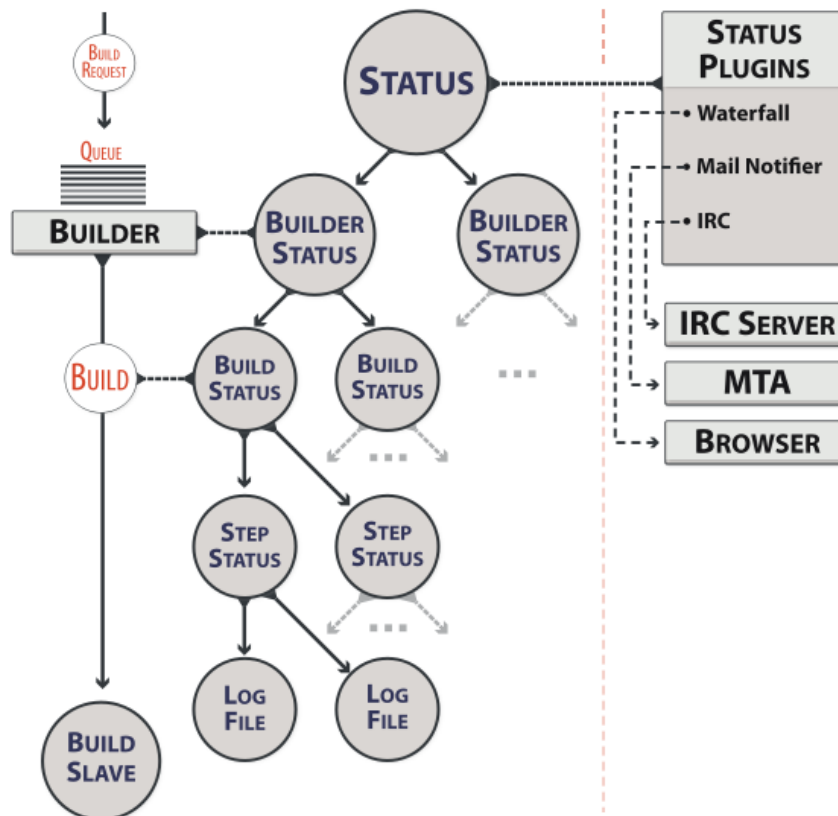 BUILD
REQUEST
QUEUE
BUILDER
BUILD
BUILD
SLAVE
STATUS
BUILDER
STATUS
BUILDER
STATUS
BUILD
STATUS
BUILD
STATUS
...
...
STEP
STATUS
STEP
STATUS
...
LOG
FILE
LOG
FILE
STATUS
PLUGINS
Waterfall
Mail Notifier
IRC
IRC SERVER
MTA
BROWSER